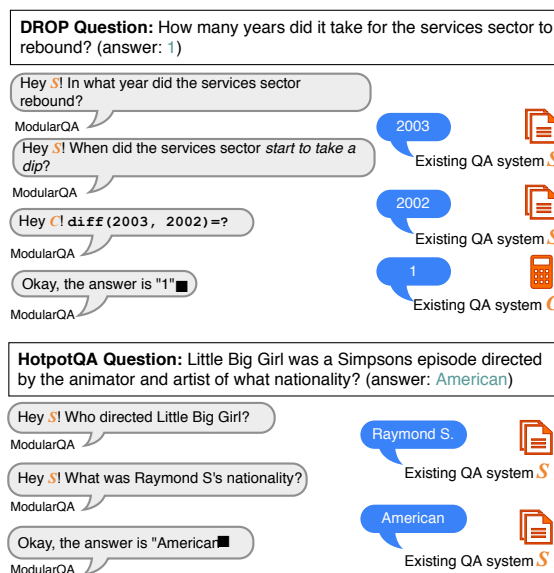 DROP Question: How many years did it take for the services sector to
rebound? (answer: 1)
Hey S! In what year did the services sector
rebound?
ModularQA
2003
Existing QA system S
Hey S! When did the services sector start to take a
dip?
ModularQA
2002
Existing QA system S
Hey C! diff(2003, 2002)=?
ModularQA
1
Existing QA system C
Okay, the answer is "1"
ModularQA
HotpotQA Question: Little Big Girl was a Simpsons episode directed
by the animator and artist of what nationality? (answer: American)
Hey S! Who directed Little Big Girl?
ModularQA
Raymond S.
Existing QA system S
Hey S! What was Raymond S's nationality?
ModularQA
American
Existing QA system S
Okay, the answer is "American
ModularQA